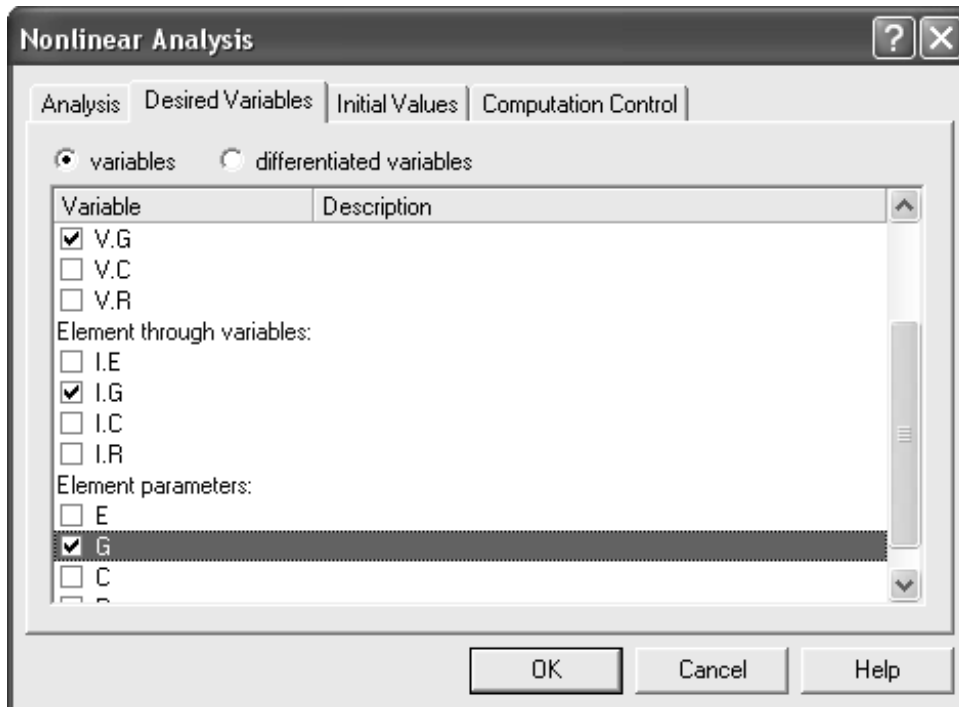 Nonlinear Analysis
Analysis Desired Variables Initial Values Computation Control
variables differentiated variables
Variable Description
V.G
V.C
V.R
Element through variables:
I.E
I.G
I.C
I.R
Element parameters:
E
G
C
OK Cancel Help